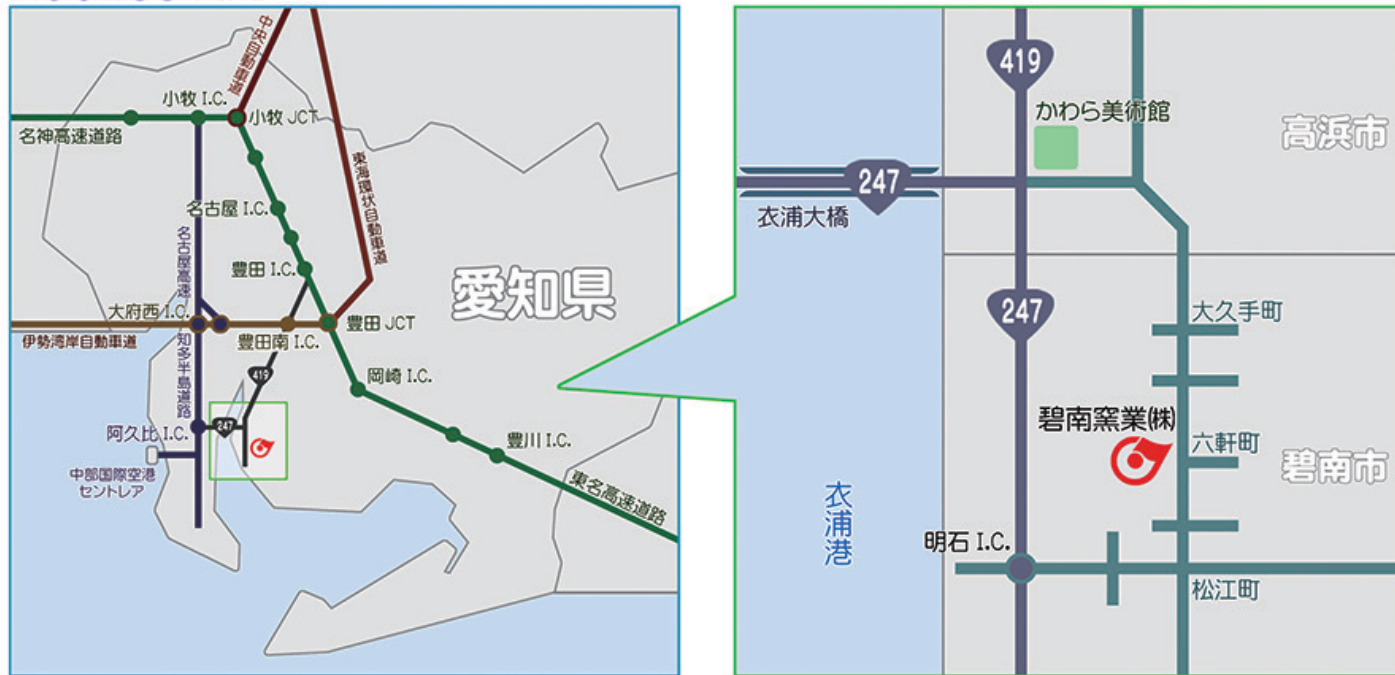 中央自動車道
小牧 I.C.
小牧 JCT
名神高速道路
東海環状自動車道
名古屋 I.C.
名古屋高速
豊田 I.C.
愛知県
大府西 I.C.
豊田 JCT
伊勢湾岸自動車道
豊田南 I.C.
知多半島道路
419
岡崎 I.C.
247
阿久比 I.C.
豊川 I.C.
中部国際空港
セントレア
東名高速道路
419
かわら美術館
高浜市
247
衣浦大橋
247
大久手町
碧南窯業㈱
六軒町
碧南市
衣浦港
明石 I.C.
松江町